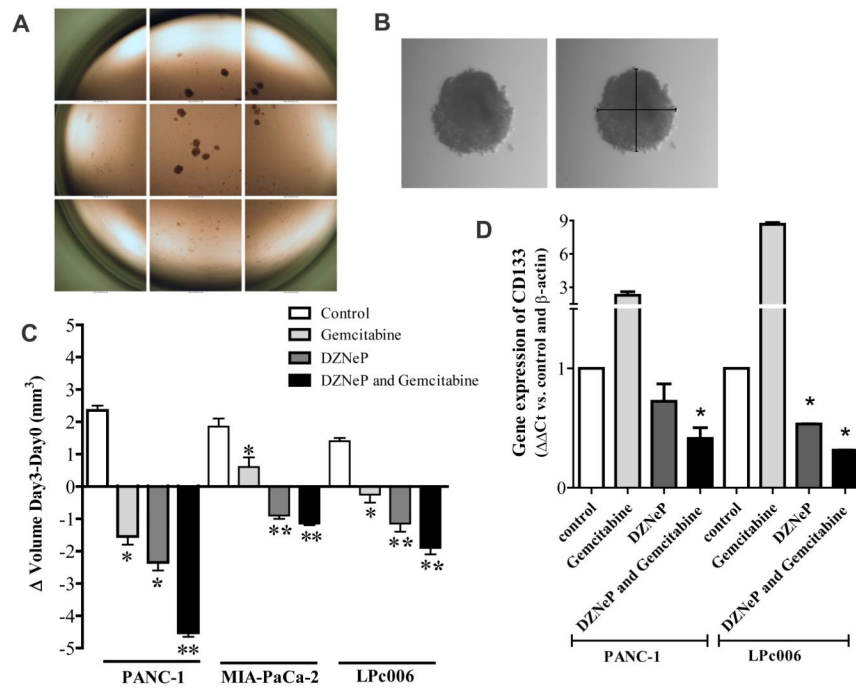 A
B
C
Control
Gemcitabine
DZNeP
DZNeP and Gemcitabine
Δ Volume Day3-Day0 (mm³)
5
4
3
2
1
0
-1
-2
-3
-4
-5
*
*
**
*
**
**
*
**
**
PANC-1
MIA-PaCa-2
LPc006
D
Gene expression of CD133
(ΔΔCt vs. control and β-actin)
9
6
3
1
0
*
*
*
control
Gemcitabine
DZNeP
DZNeP and Gemcitabine
control
Gemcitabine
DZNeP
DZNeP and Gemcitabine
PANC-1
LPc006